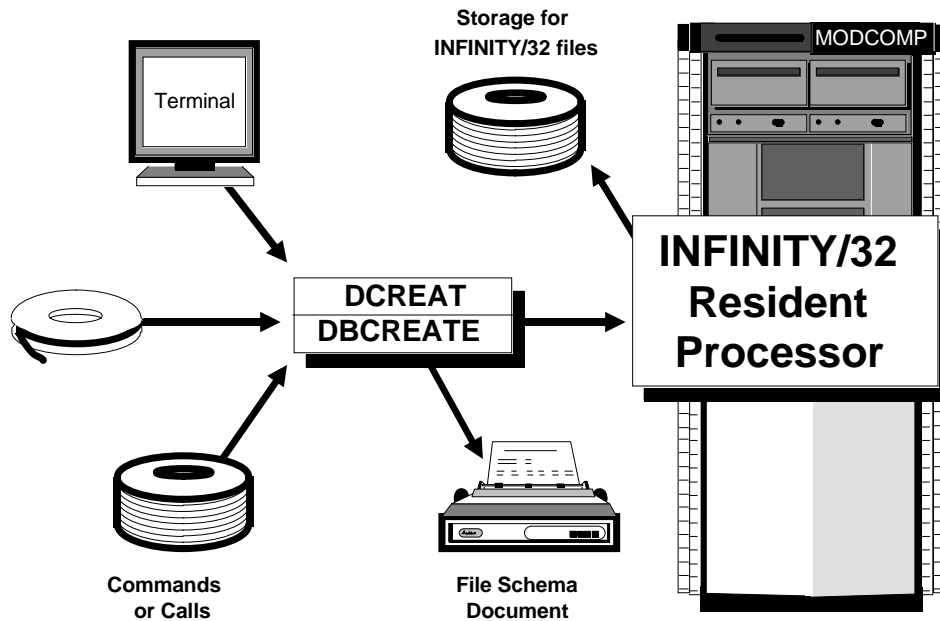 Storage for
INFINITY/32 files
MODCOMP
Terminal
INFINITY/32
Resident
Processor
DCREAT
DBCREATE
Commands
or Calls
File Schema
Document